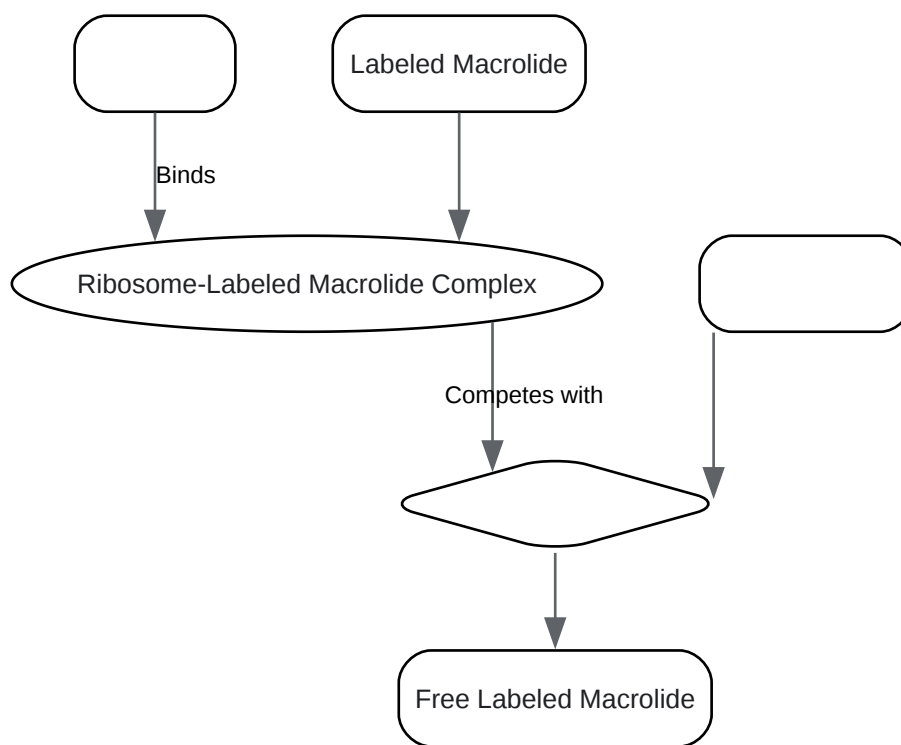 Labeled Macrolide
Binds
Ribosome-Labeled Macrolide Complex
Competes with
Free Labeled Macrolide